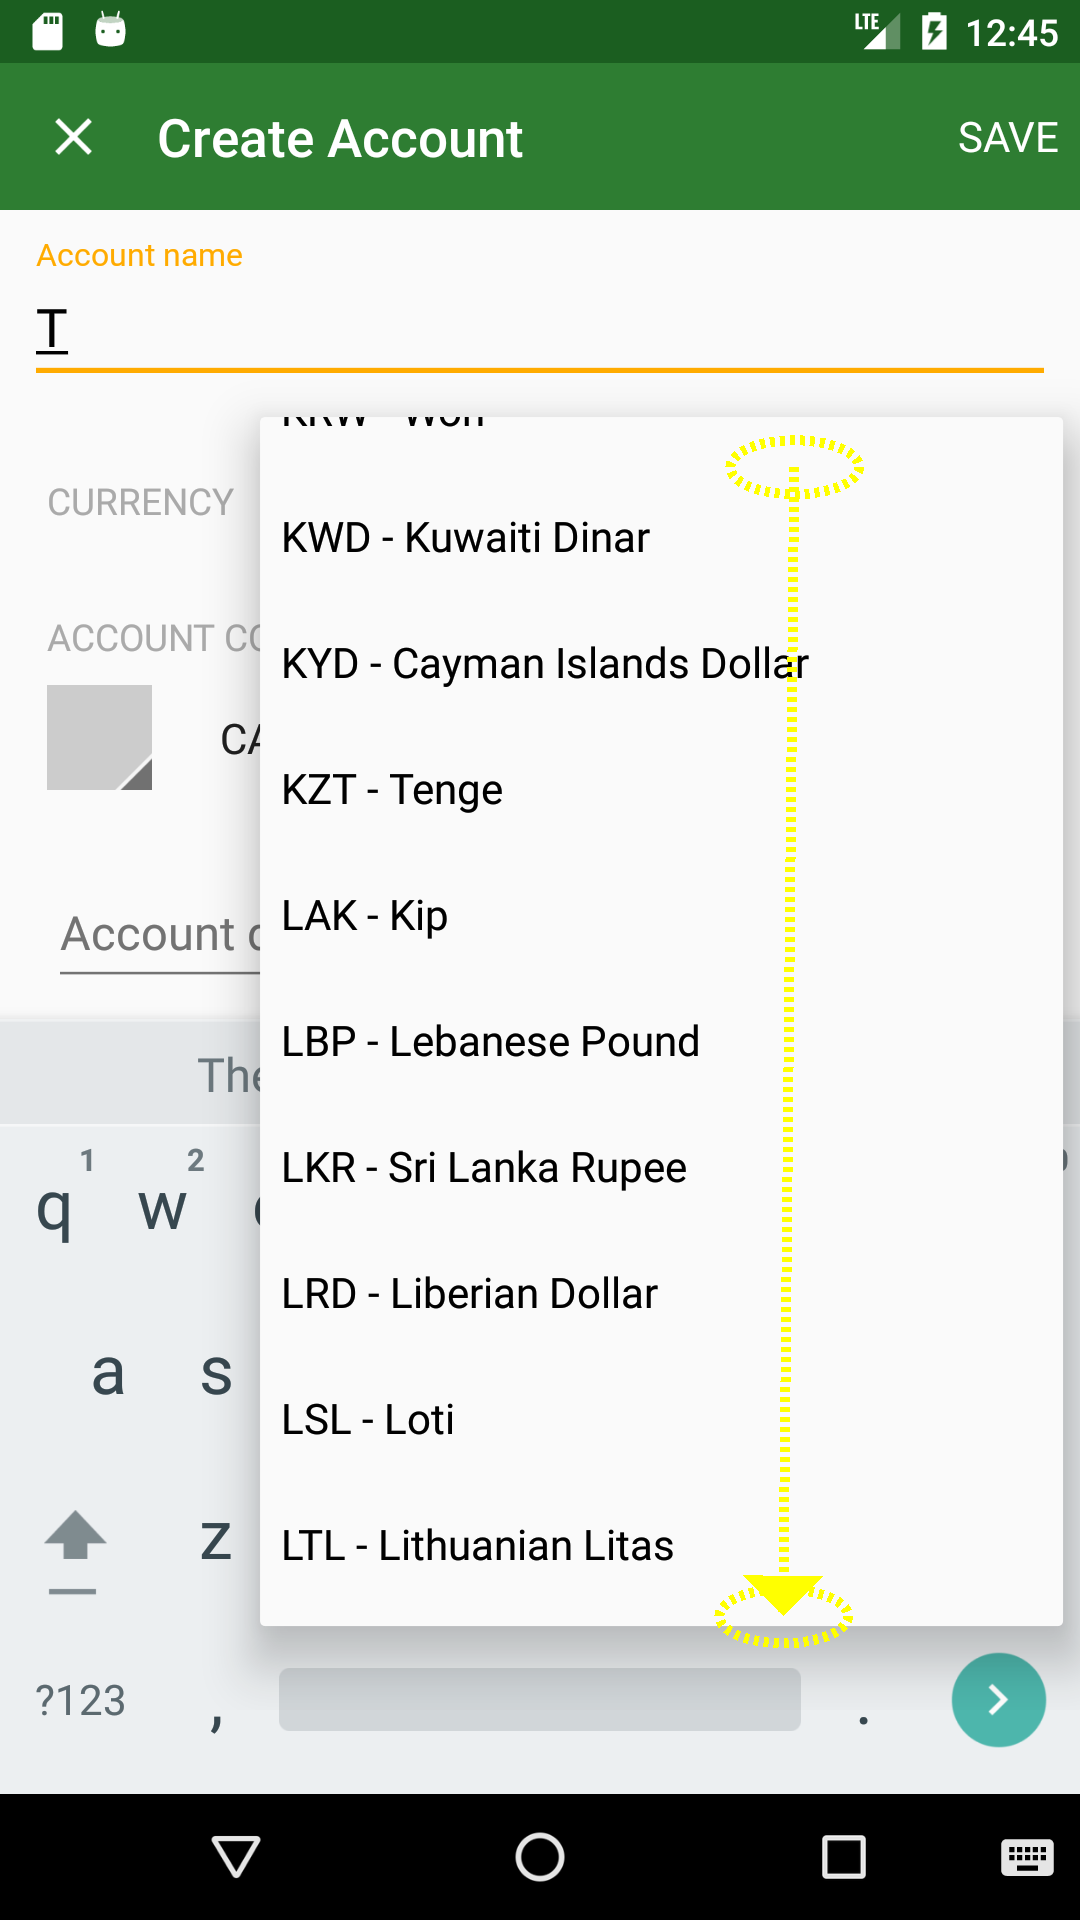 LTE 12:45
Create Account SAVE
Account name
T
KRW - Won
CURRENCY
KWD - Kuwaiti Dinar
ACCOUNT CO
KYD - Cayman Islands Dollar
CA
KZT - Tenge
Account
LAK - Kip
LBP - Lebanese Pound
The
1 2
q w
LKR - Sri Lanka Rupee
LRD - Liberian Dollar
a s
LSL - Loti
z
LTL - Lithuanian Litas
?123 , .